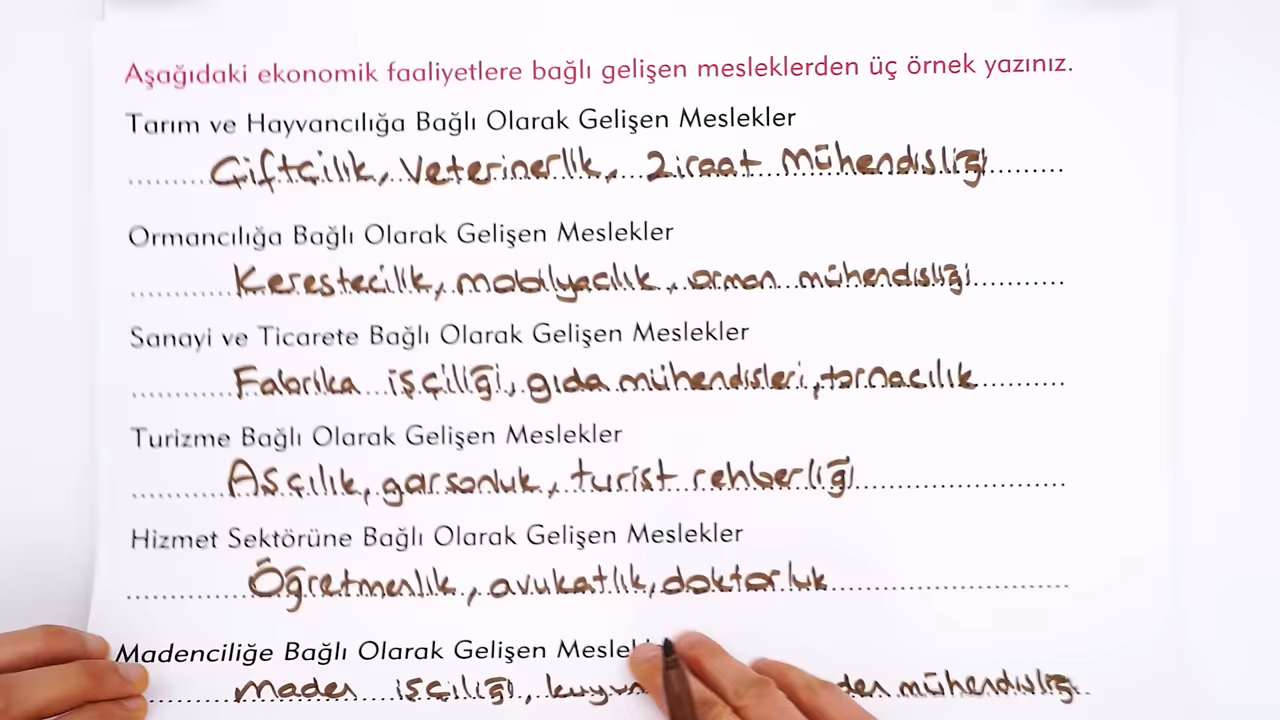 Aşağıdaki ekonomik faaliyetlere bağlı gelişen mesleklerden üç örnek yazınız.
Tarım ve Hayvancılığa Bağlı Olarak Gelişen Meslekler
Çiftçilik, Veterinerlik, Ziraat Mühendisliği
Ormancılığa Bağlı Olarak Gelişen Meslekler
Kerestecilik, mobilyacılık, orman mühendisliği
Sanayi ve Ticarete Bağlı Olarak Gelişen Meslekler
Fabrika işçiliği, gıda mühendisleri, tornacılık
Turizme Bağlı Olarak Gelişen Meslekler
Aşçılık, garsonluk, turist rehberliği
Hizmet Sektörüne Bağlı Olarak Gelişen Meslekler
Öğretmenlik, avukatlık, doktorluk
Madenciliğe Bağlı Olarak Gelişen
Maden işçiliği, mühendisliği